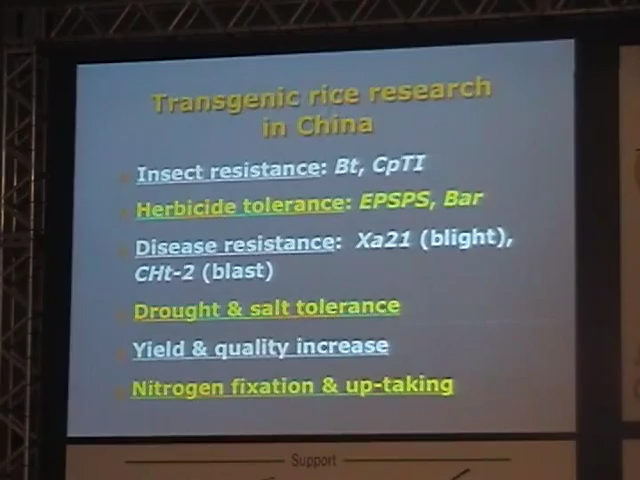 Transgenic rice research
in China
Insect resistance: Bt, CpTI
Herbicide tolerance: EPSPS, Bar
Disease resistance: Xa21 (blight),
CHt-2 (blast)
Drought & salt tolerance
Yield & quality increase
Nitrogen fixation & up-taking
Support